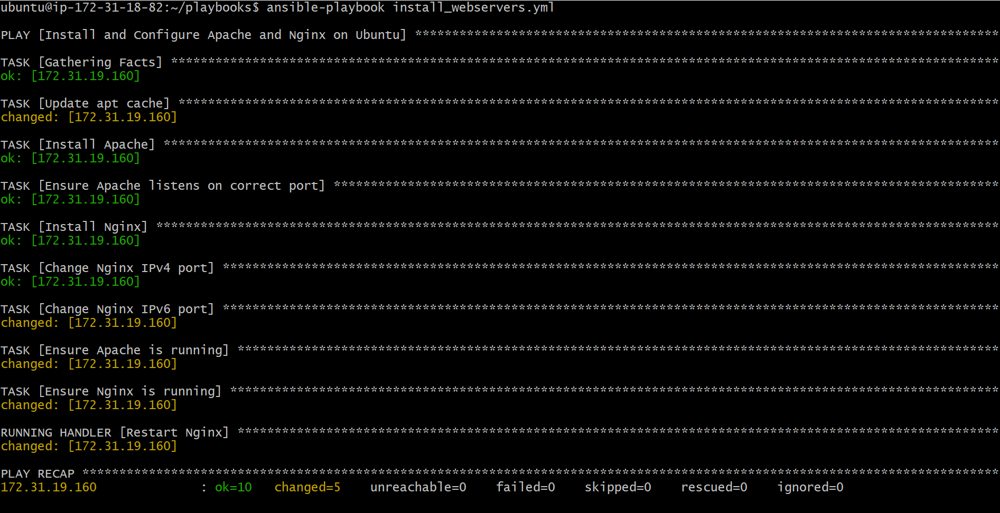 ubuntu@ip-172-31-18-82:~/playbooks$ ansible-playbook install_webservers.yml
PLAY [Install and Configure Apache and Nginx on Ubuntu] *******************************************************************************
TASK [Gathering Facts] ****************************************************************************************************************
ok: [172.31.19.160]
TASK [Update apt cache] ***************************************************************************************************************
changed: [172.31.19.160]
TASK [Install Apache] *****************************************************************************************************************
ok: [172.31.19.160]
TASK [Ensure Apache listens on correct port] ******************************************************************************************
ok: [172.31.19.160]
TASK [Install Nginx] ******************************************************************************************************************
ok: [172.31.19.160]
TASK [Change Nginx IPv4 port] *********************************************************************************************************
ok: [172.31.19.160]
TASK [Change Nginx IPv6 port] *********************************************************************************************************
changed: [172.31.19.160]
TASK [Ensure Apache is running] *******************************************************************************************************
changed: [172.31.19.160]
TASK [Ensure Nginx is running] ********************************************************************************************************
changed: [172.31.19.160]
RUNNING HANDLER [Restart Nginx] *******************************************************************************************************
changed: [172.31.19.160]
PLAY RECAP ****************************************************************************************************************************
172.31.19.160              : ok=10   changed=5    unreachable=0    failed=0    skipped=0    rescued=0    ignored=0